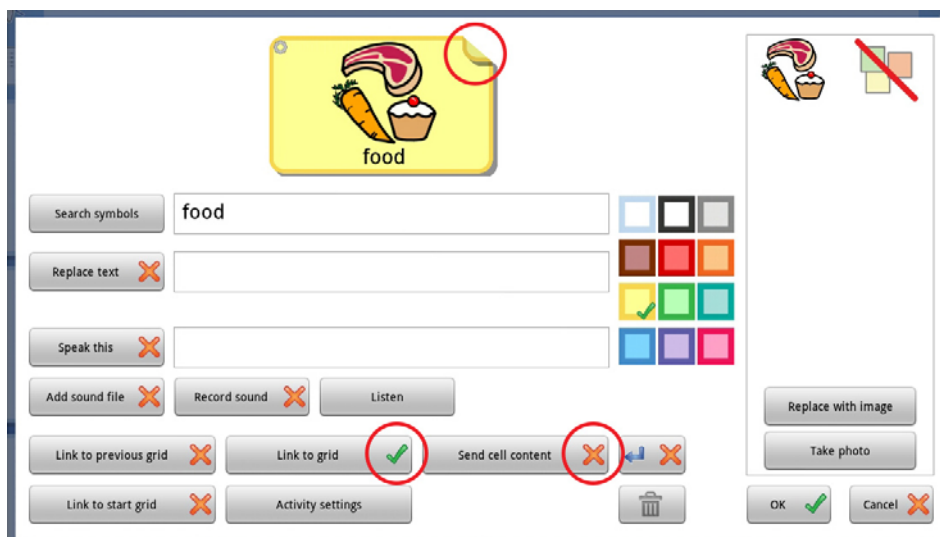 food
Search symbols
food
Replace text
Speak this
Add sound file
Record sound
Listen
Link to previous grid
Link to grid
Send cell content
Link to start grid
Activity settings
Replace with image
Take photo
OK
Cancel